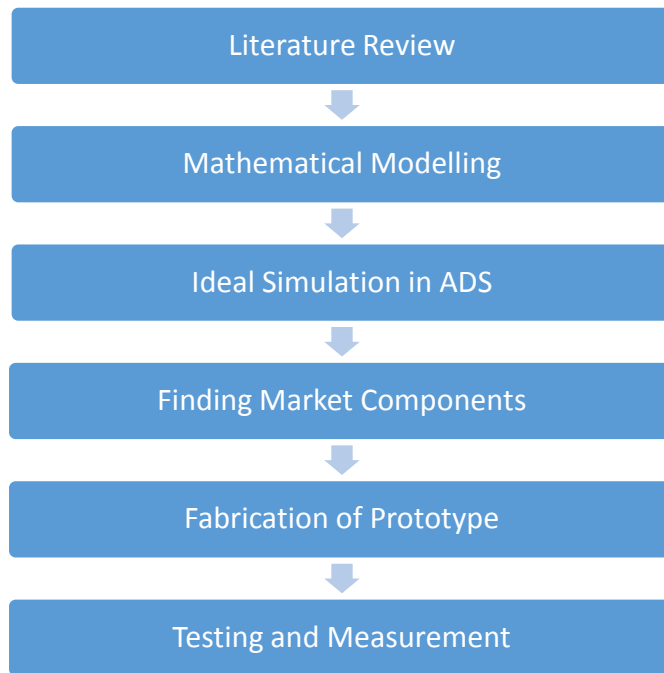 Literature Review
Mathematical Modelling
Ideal Simulation in ADS
Finding Market Components
Fabrication of Prototype
Testing and Measurement